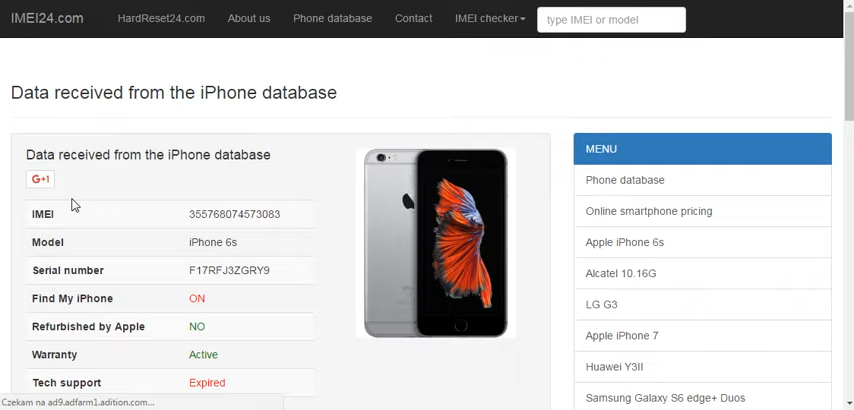 IMEI24.com HardReset24.com About us Phone database Contact IMEI checker type IMEI or model
Data received from the iPhone database
Data received from the iPhone database
G+1
IMEI 355768074573083
Model iPhone 6s
Serial number F17RFJ3ZGRY9
Find My iPhone ON
Refurbished by Apple NO
Warranty Active
Tech support Expired
MENU
Phone database
Online smartphone pricing
Apple iPhone 6s
Alcatel 10.16G
LG G3
Apple iPhone 7
Huawei Y3II
Samsung Galaxy S6 edge+ Duos
Czekam na ad9.adfarm1.adition.com...